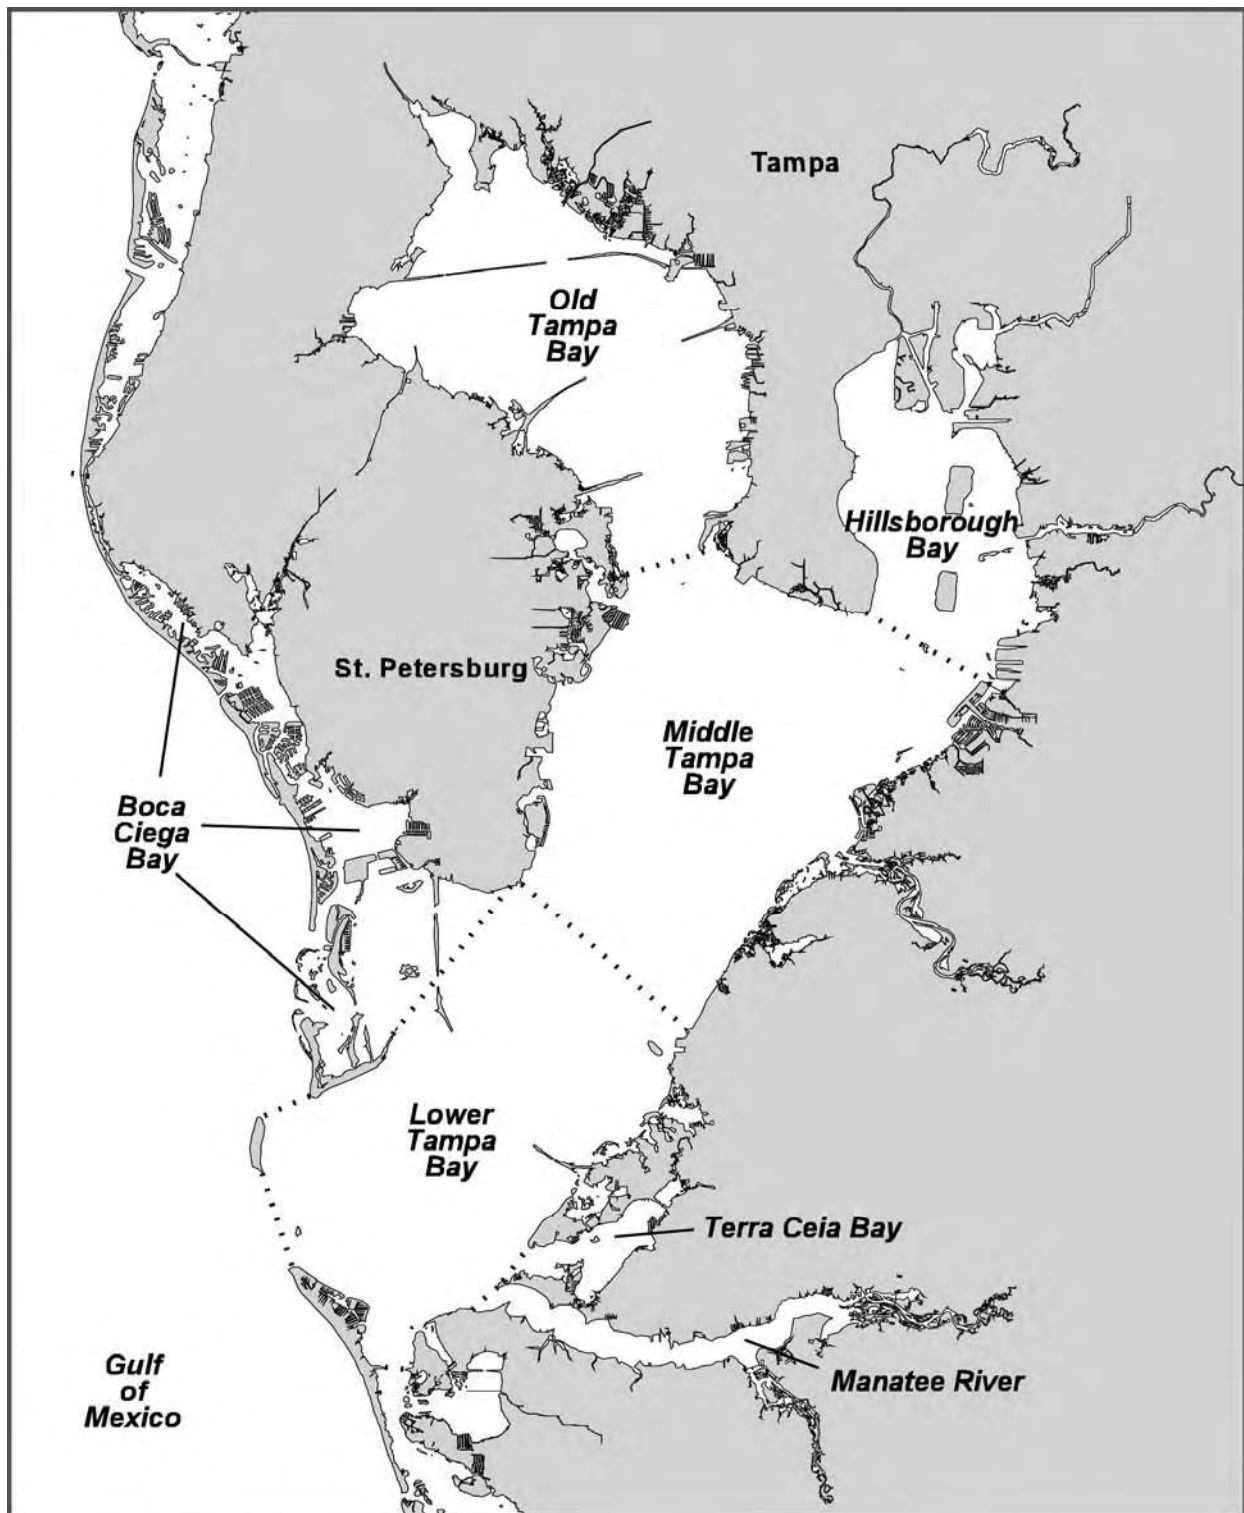 Tampa
Old
Tampa
Bay
Hillsborough
Bay
St. Petersburg
Middle
Tampa
Bay
Boca
Ciega
Bay
Lower
Tampa
Bay
Terra Ceia Bay
Gulf
of
Mexico
Manatee River